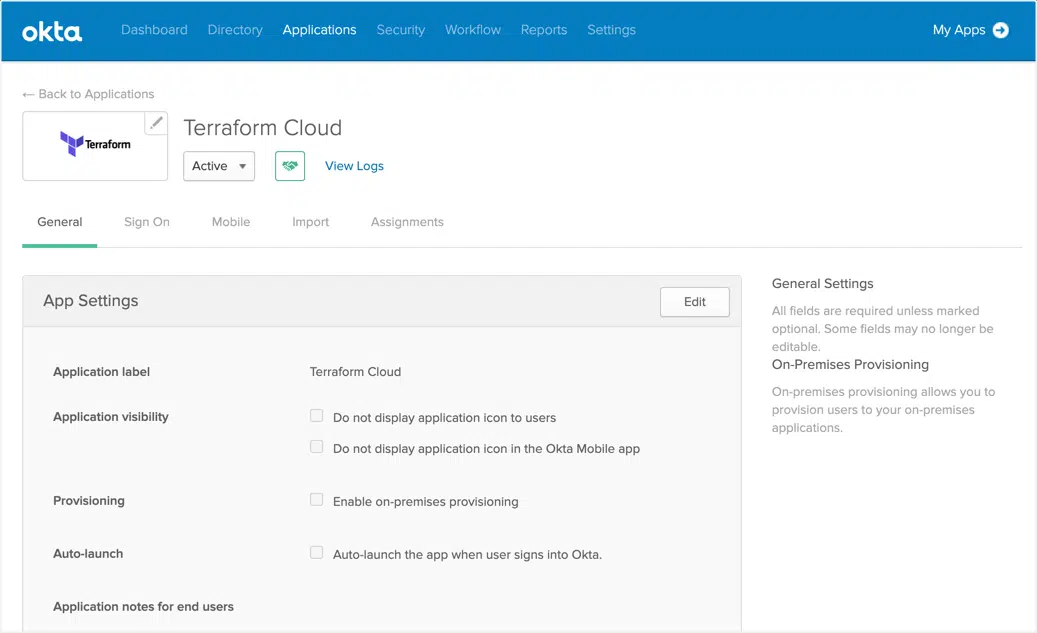 okta
Dashboard Directory Applications Security Workflow Reports Settings
My Apps
← Back to Applications
Terraform
Terraform Cloud
Active
View Logs
General Sign On Mobile Import Assignments
App Settings
Edit
Application label Terraform Cloud
Application visibility Do not display application icon to users
Do not display application icon in the Okta Mobile app
Provisioning Enable on-premises provisioning
Auto-launch Auto-launch the app when user signs into Okta.
Application notes for end users
General Settings
All fields are required unless marked
optional. Some fields may no longer be
editable.
On-Premises Provisioning
On-premises provisioning allows you to
provision users to your on-premises
applications.